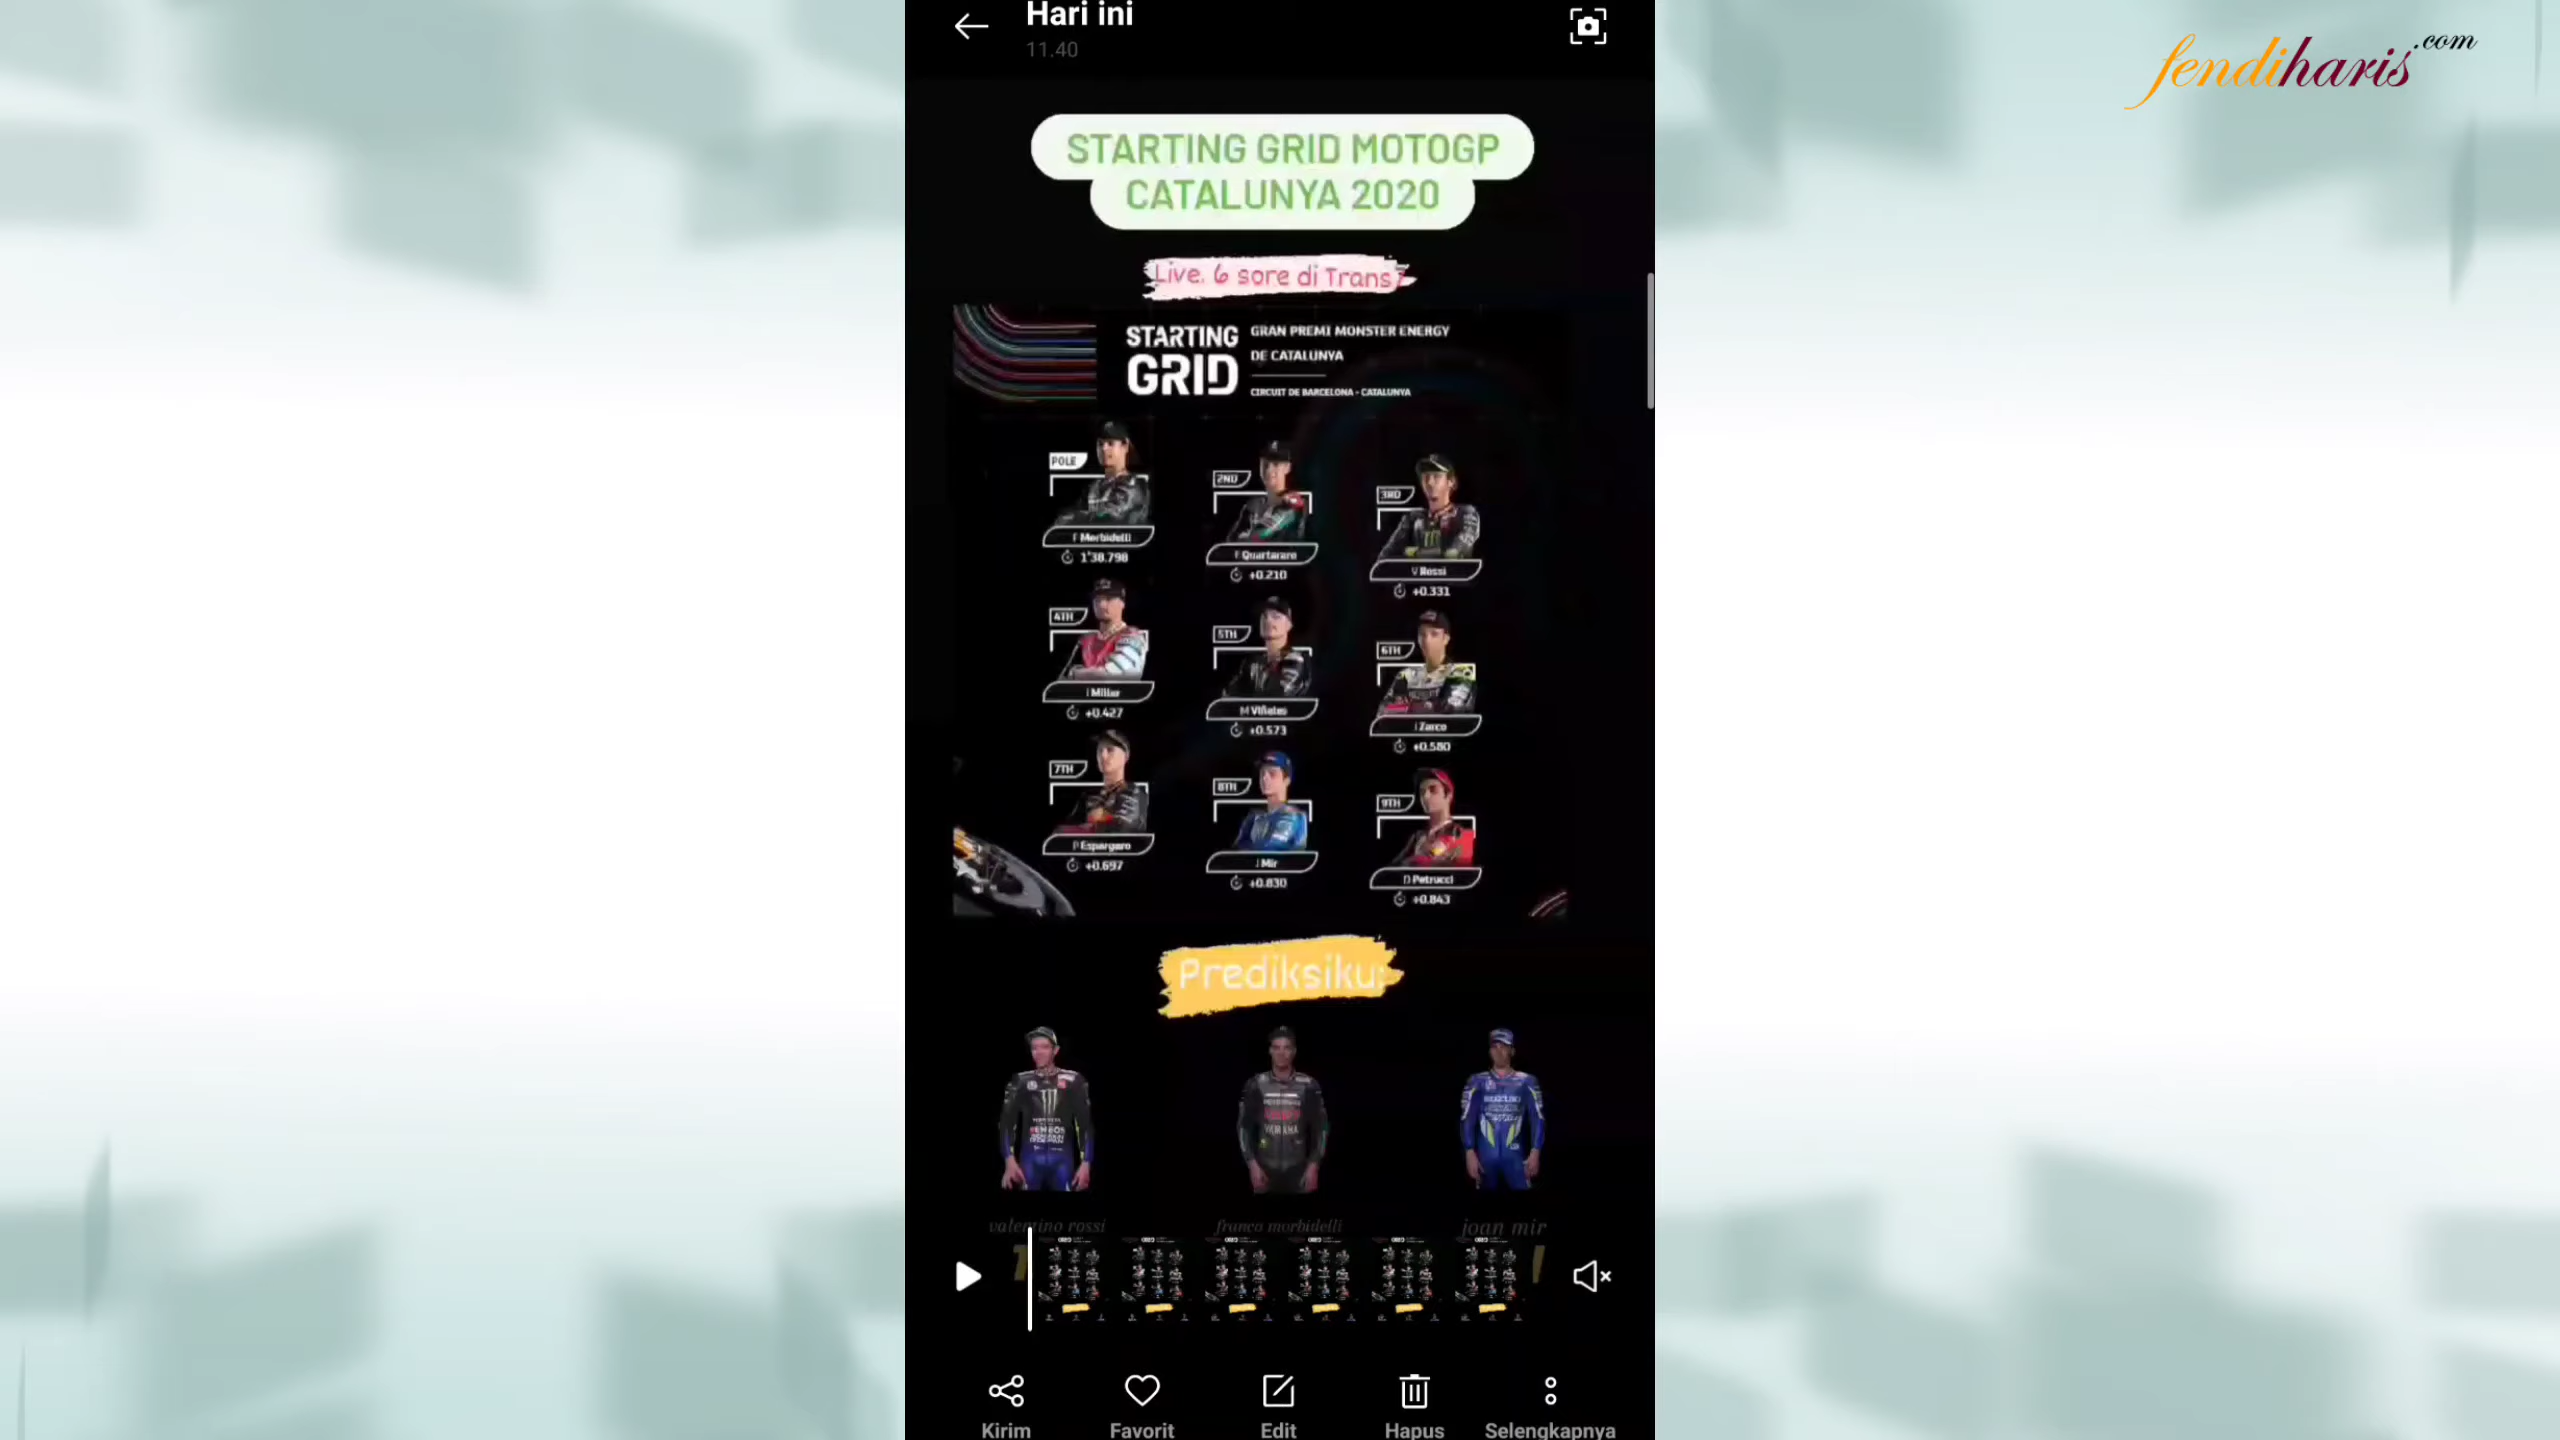 Hari ini
11.40
fendiharis.com
STARTING GRID MOTOGP
CATALUNYA 2020
Live. 6 sore di Trans7
STARTING
GRID
GRAN PREMI MONSTER ENERGY
DE CATALUNYA
CIRCUIT DE BARCELONA - CATALUNYA
POLE
F Morbidelli
1'38.798
2ND
F Quartararo
+0.210
3RD
V Rossi
+0.331
4TH
J Miller
+0.427
5TH
M Viñales
+0.573
6TH
J Zarco
+0.580
7TH
P Espargaro
+0.697
8TH
J Mir
+0.830
9TH
D Petrucci
+0.843
Prediksiku:
valentino rossi
franco morbidelli
joan mir
Kirim
Favorit
Edit
Hapus
Selengkapnya